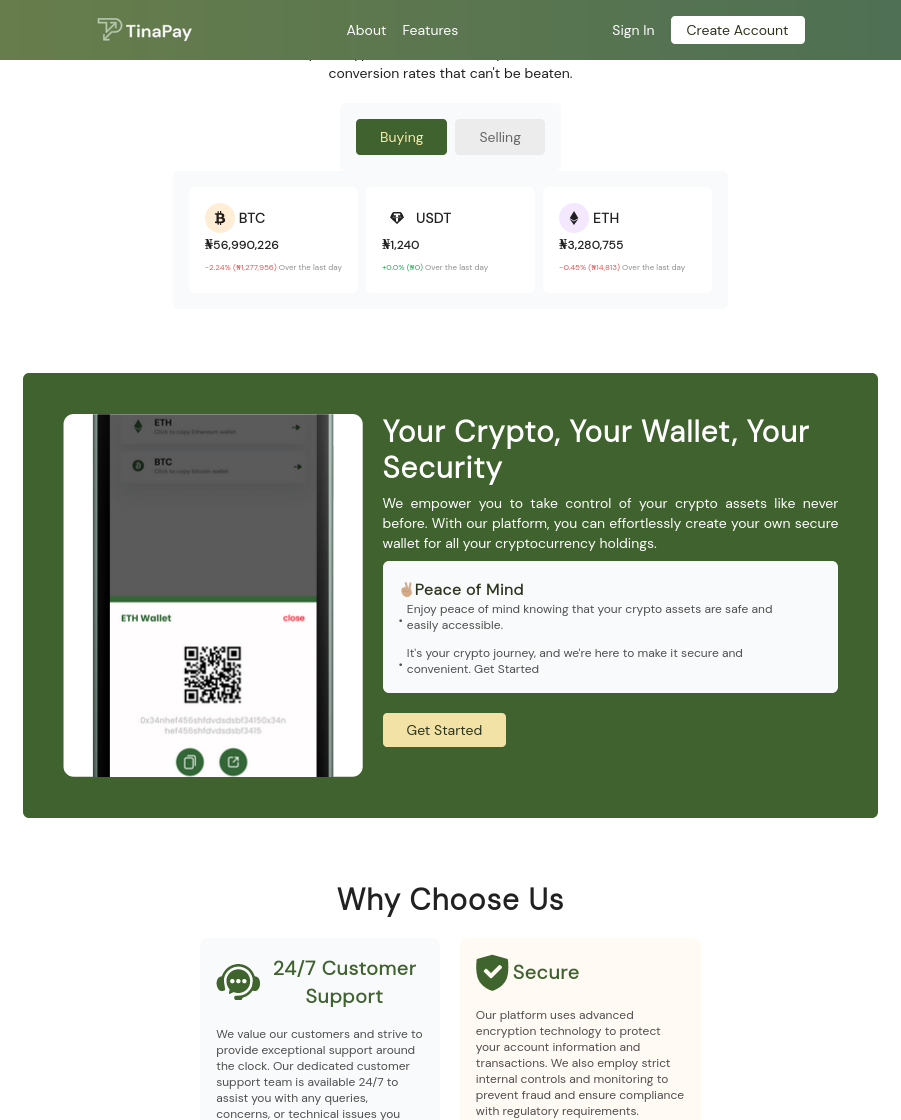 TinaPay
About
Features
Sign In
Create Account
conversion rates that can't be beaten.
Buying
Selling
BTC
₦56,990,226
-2.24% (₦1,277,956) Over the last day
USDT
₦1,240
+0.0% (₦0) Over the last day
ETH
₦3,280,755
-0.45% (₦14,813) Over the last day
ETH
Click to copy Ethereum wallet
BTC
Click to copy bitcoin wallet
ETH Wallet
close
0x34nhef456shfdvdsdsbf34150x34n
hef456shfdvdsdsbf3415
Your Crypto, Your Wallet, Your
Security
We empower you to take control of your crypto assets like never
before. With our platform, you can effortlessly create your own secure
wallet for all your cryptocurrency holdings.
✌🏽Peace of Mind
• Enjoy peace of mind knowing that your crypto assets are safe and
easily accessible.
• It's your crypto journey, and we're here to make it secure and
convenient. Get Started
Get Started
Why Choose Us
24/7 Customer
Support
We value our customers and strive to
provide exceptional support around
the clock. Our dedicated customer
support team is available 24/7 to
assist you with any queries,
concerns, or technical issues you
Secure
Our platform uses advanced
encryption technology to protect
your account information and
transactions. We also employ strict
internal controls and monitoring to
prevent fraud and ensure compliance
with regulatory requirements.